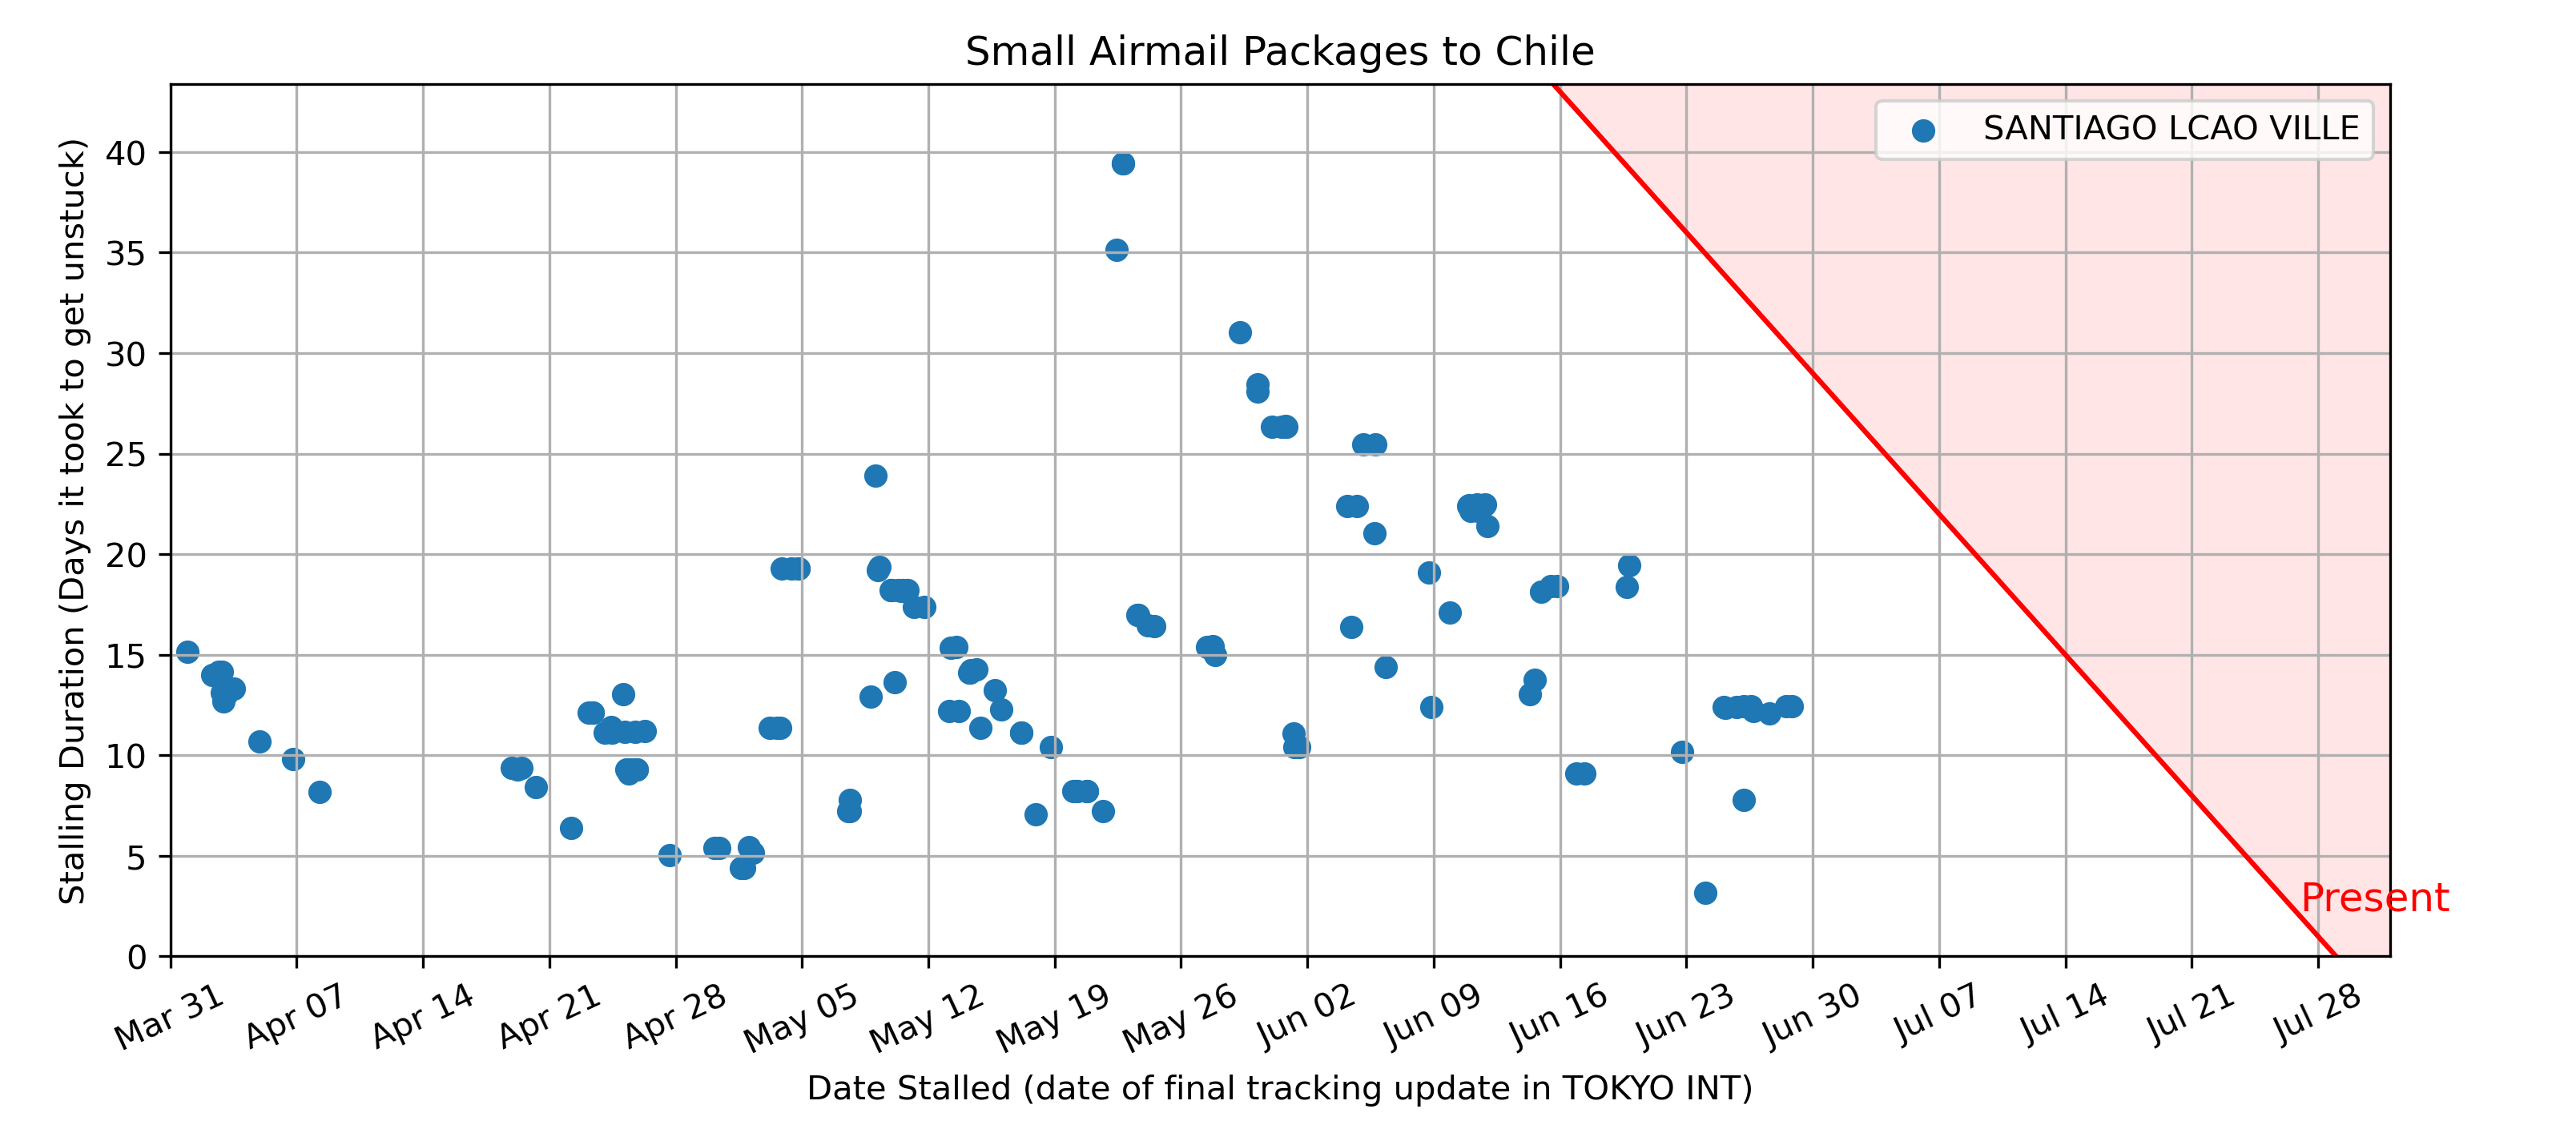 Small Airmail Packages to Chile
SANTIAGO LCAO VILLE
Stalling Duration (Days it took to get unstuck)
40
35
30
25
20
15
10
5
0
Present
Mar 31 Apr 07 Apr 14 Apr 21 Apr 28 May 05 May 12 May 19 May 26 Jun 02 Jun 09 Jun 16 Jun 23 Jun 30 Jul 07 Jul 14 Jul 21 Jul 28
Date Stalled (date of final tracking update in TOKYO INT)